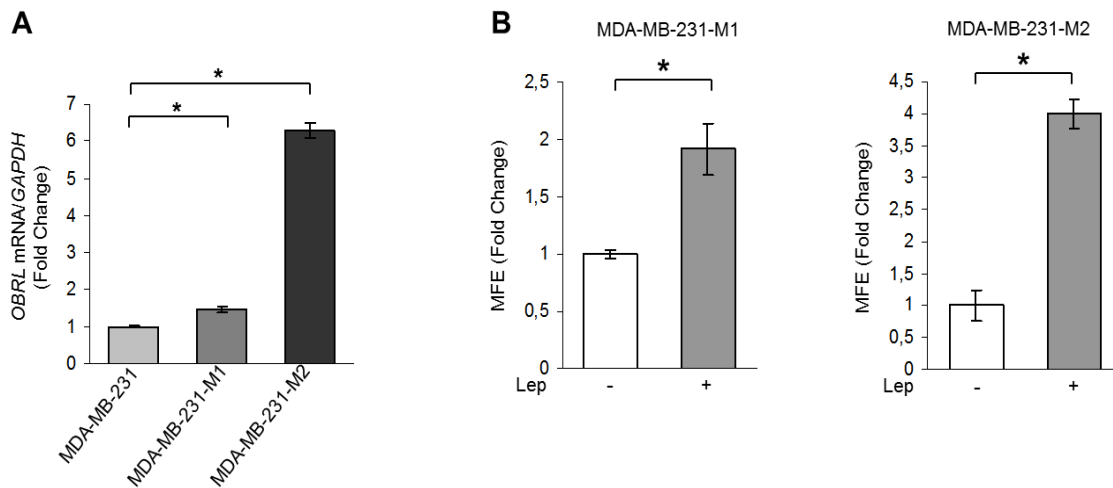 A
*
*
7
6
5
4
3
2
1
0
OBRL mRNA/GAPDH
(Fold Change)
MDA-MB-231
MDA-MB-231-M1
MDA-MB-231-M2
B
MDA-MB-231-M1
*
2,5
2
1,5
1
0,5
0
MFE (Fold Change)
Lep - +
MDA-MB-231-M2
*
4,5
4
3,5
3
2,5
2
1,5
1
0,5
0
MFE (Fold Change)
Lep - +